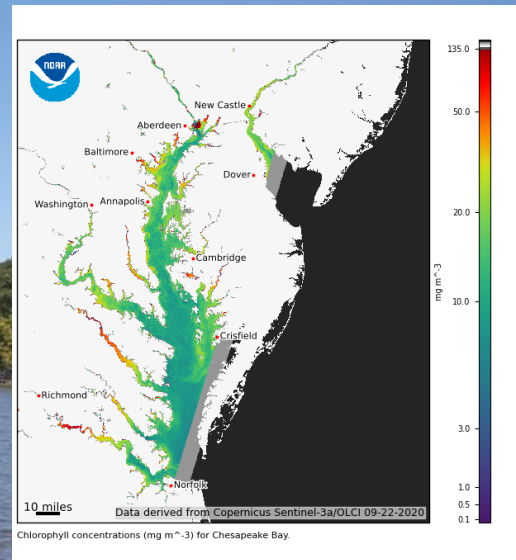 NOAA
New Castle
Aberdeen
Baltimore
Dover
Washington
Annapolis
Cambridge
Crisfield
Richmond
Norfolk
10 miles
Data derived from Copernicus Sentinel-3a/OLCI 09-22-2020
135.0
50.0
20.0
10.0
3.0
1.0
0.5
0.1
mg m^-3
Chlorophyll concentrations (mg m^-3) for Chesapeake Bay.